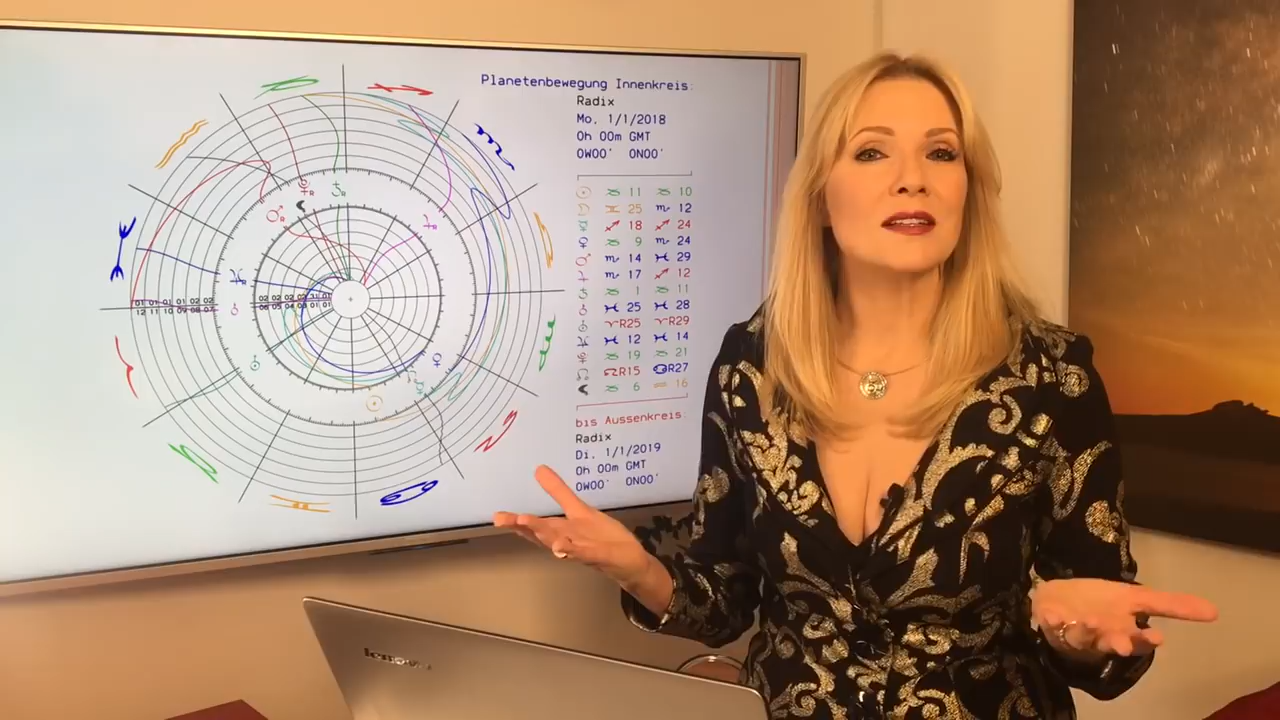 Planetenbewegung Innenkreis:
Radix
Mo. 1/1/2018
0h 00m GMT
0W00' 0N00'
11 10
25 12
18 24
9 24
14 29
17 12
1 11
25 28
R25 R29
12 14
19 21
R15 R27
6 16
bis Aussenkreis:
Radix
Di. 1/1/2019
0h 00m GMT
0W00' 0N00'
lenovo